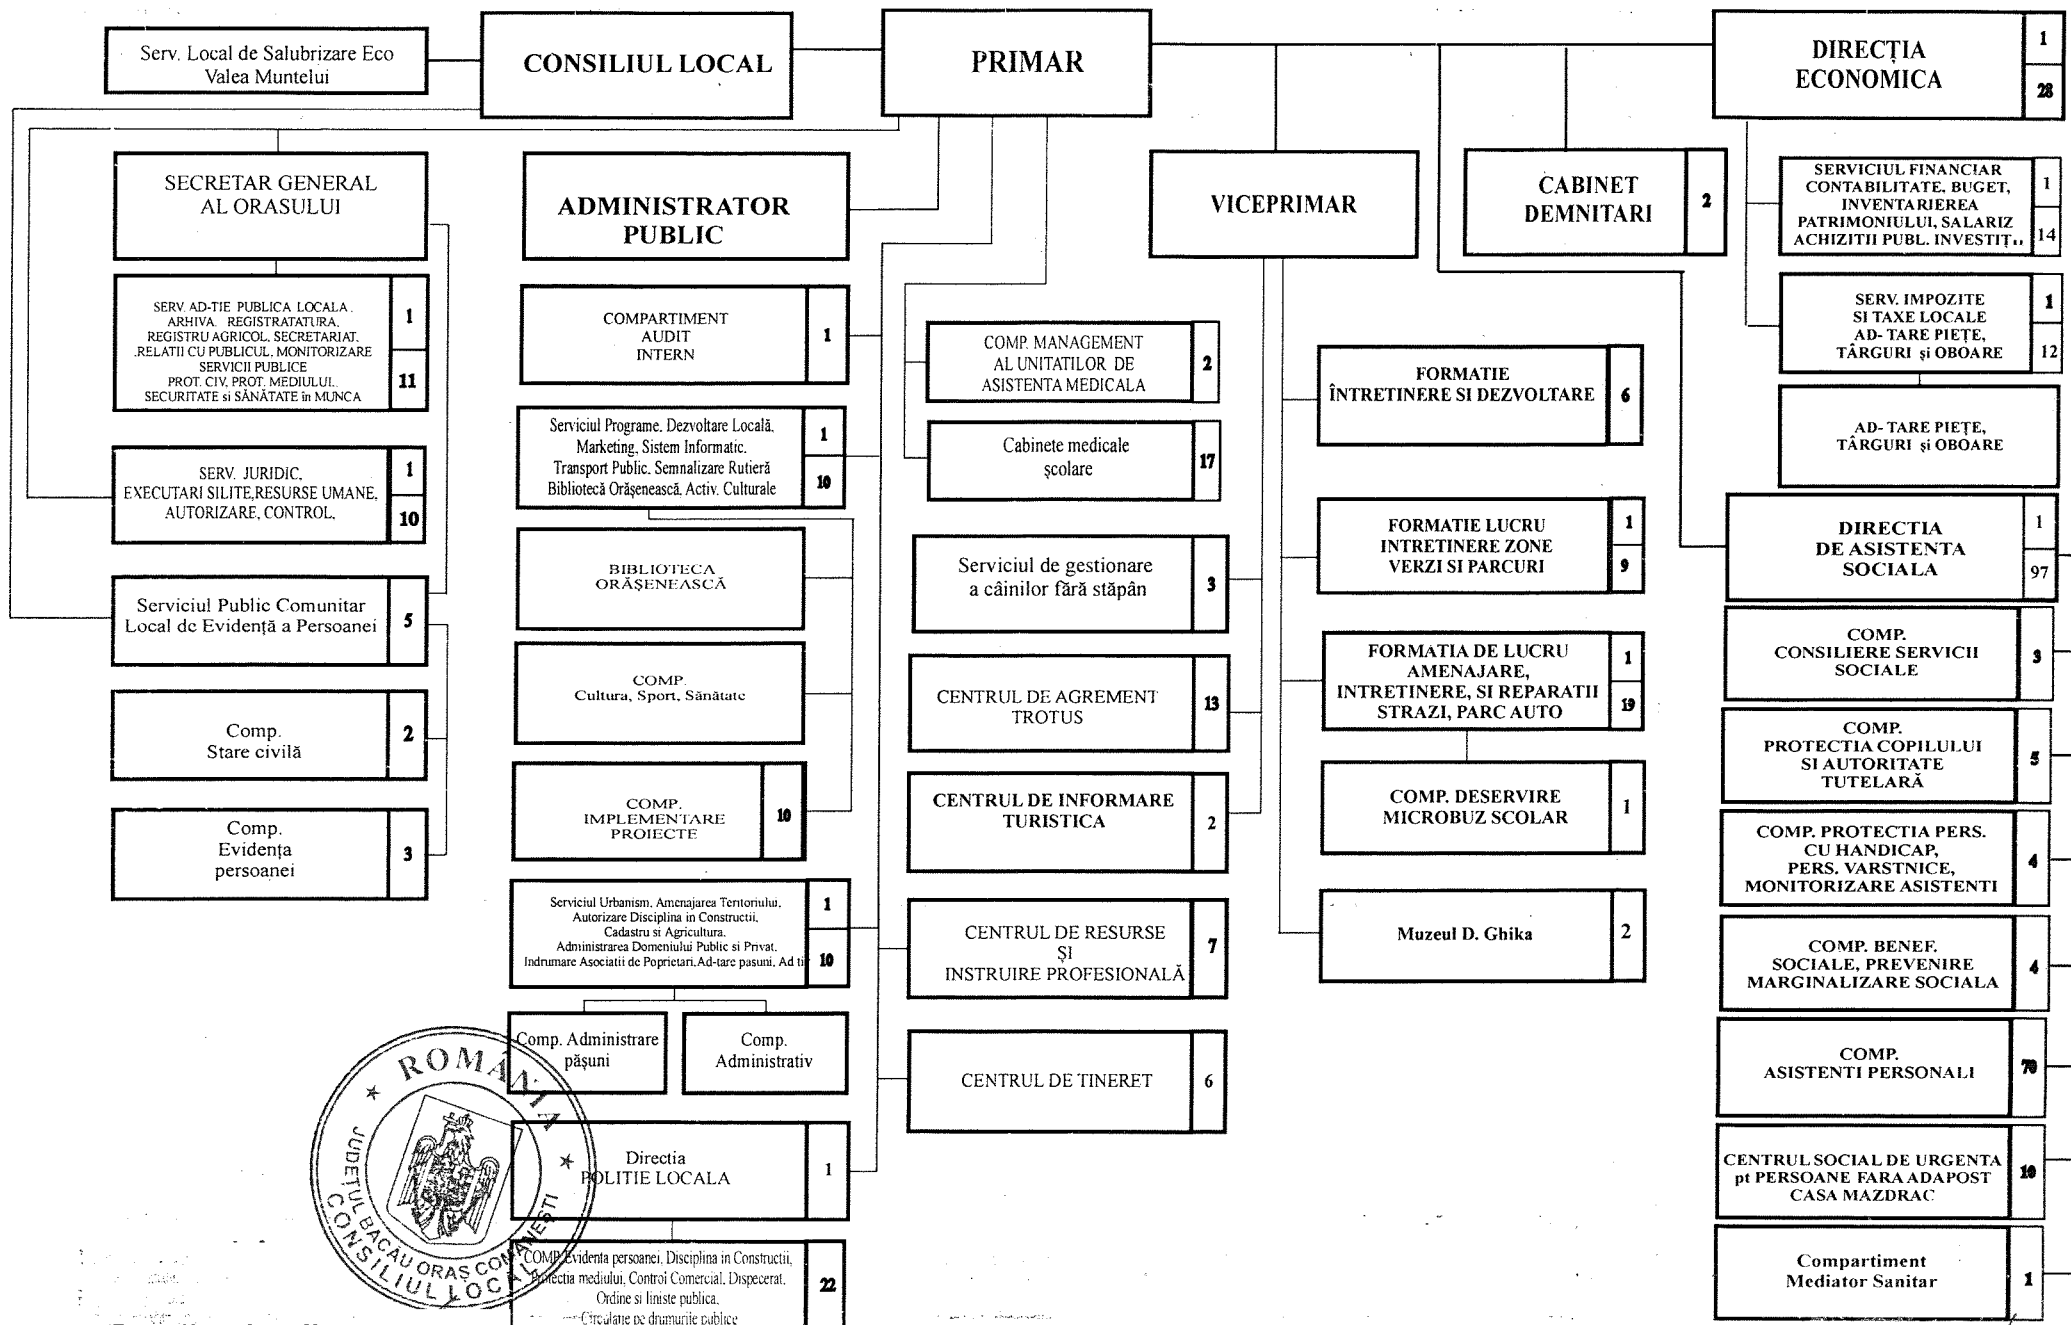 Serv. Local de Salubrizare Eco
Valea Muntelui
CONSILIUL LOCAL
PRIMAR
DIRECȚIA
ECONOMICA
1
28
SECRETAR GENERAL
AL ORASULUI
ADMINISTRATOR
PUBLIC
VICEPRIMAR
CABINET
DEMNITARI
2
SERVICIUL FINANCIAR
CONTABILITATE, BUGET,
INVENTARIEREA
PATRIMONIULUI, SALARIZ
ACHIZITII PUBL. INVESTIȚ
1
14
SERV. AD-TIE PUBLICA LOCALA.
ARHIVA. REGISTRATATURA.
REGISTRU AGRICOL, SECRETARIAT.
.RELATII CU PUBLICUL, MONITORIZARE
SERVICII PUBLICE
PROT. CIV, PROT. MEDIULUI..
SECURITATE si SĂNĂTATE în MUNCA
1
11
COMPARTIMENT
AUDIT
INTERN
1
COMP. MANAGEMENT
AL UNITATILOR DE
ASISTENTA MEDICALA
2
SERV. IMPOZITE
SI TAXE LOCALE
AD- TARE PIEȚE,
TÂRGURI și OBOARE
1
12
FORMATIE
ÎNTRETINERE SI DEZVOLTARE
6
AD- TARE PIEȚE,
TÂRGURI și OBOARE
Serviciul Programe, Dezvoltare Locală,
Marketing, Sistem Informatic.
Transport Public. Semnalizare Rutieră
Bibliotecă Orășenească, Activ. Culturale
1
10
Cabinete medicale
școlare
17
SERV. JURIDIC,
EXECUTARI SILITE,RESURSE UMANE,
AUTORIZARE, CONTROL,
1
10
FORMATIE LUCRU
INTRETINERE ZONE
VERZI SI PARCURI
1
9
DIRECTIA
DE ASISTENTA
SOCIALA
1
97
BIBLIOTECA
ORĂȘENEASCĂ
Serviciul de gestionare
a câinilor fără stăpân
3
Serviciul Public Comunitar
Local de Evidență a Persoanei
5
COMP.
CONSILIERE SERVICII
SOCIALE
3
COMP.
Cultura, Sport, Sănătate
CENTRUL DE AGREMENT
TROTUS
13
FORMATIA DE LUCRU
AMENAJARE,
INTRETINERE, SI REPARATII
STRAZI, PARC AUTO
1
19
Comp.
Stare civilă
2
COMP.
PROTECTIA COPILULUI
SI AUTORITATE
TUTELARĂ
5
COMP.
IMPLEMENTARE
PROIECTE
10
CENTRUL DE INFORMARE
TURISTICA
2
COMP. DESERVIRE
MICROBUZ SCOLAR
1
Comp.
Evidența
persoanei
3
COMP. PROTECTIA PERS.
CU HANDICAP,
PERS. VARSTNICE,
MONITORIZARE ASISTENTI
4
Serviciul Urbanism, Amenajarea Teritoriului,
Autorizare Disciplina in Constructii,
Cadastru si Agricultura.
Administrarea Domeniului Public si Privat.
Indrumare Asociatii de Poprietari,Ad-tare pasuni, Ad ti
1
10
CENTRUL DE RESURSE
ȘI
INSTRUIRE PROFESIONALĂ
7
Muzeul D. Ghika
2
COMP. BENEF.
SOCIALE, PREVENIRE
MARGINALIZARE SOCIALA
4
Comp. Administrare
pășuni
Comp.
Administrativ
CENTRUL DE TINERET
6
COMP.
ASISTENTI PERSONALI
70
Directia
POLITIE LOCALA
1
CENTRUL SOCIAL DE URGENTA
pt PERSOANE FARA ADAPOST
CASA MAZDRAC
10
COMP Evidenta persoanei, Disciplina in Constructii,
Protectia mediului, Control Comercial, Dispecerat,
Ordine si liniste publica,
Circulatie pe drumurile publice
22
Compartiment
Mediator Sanitar
1
ROMÂNIA
JUDEȚUL BACĂU ORAȘ COMĂNEȘTI
CONSILIUL LOCAL